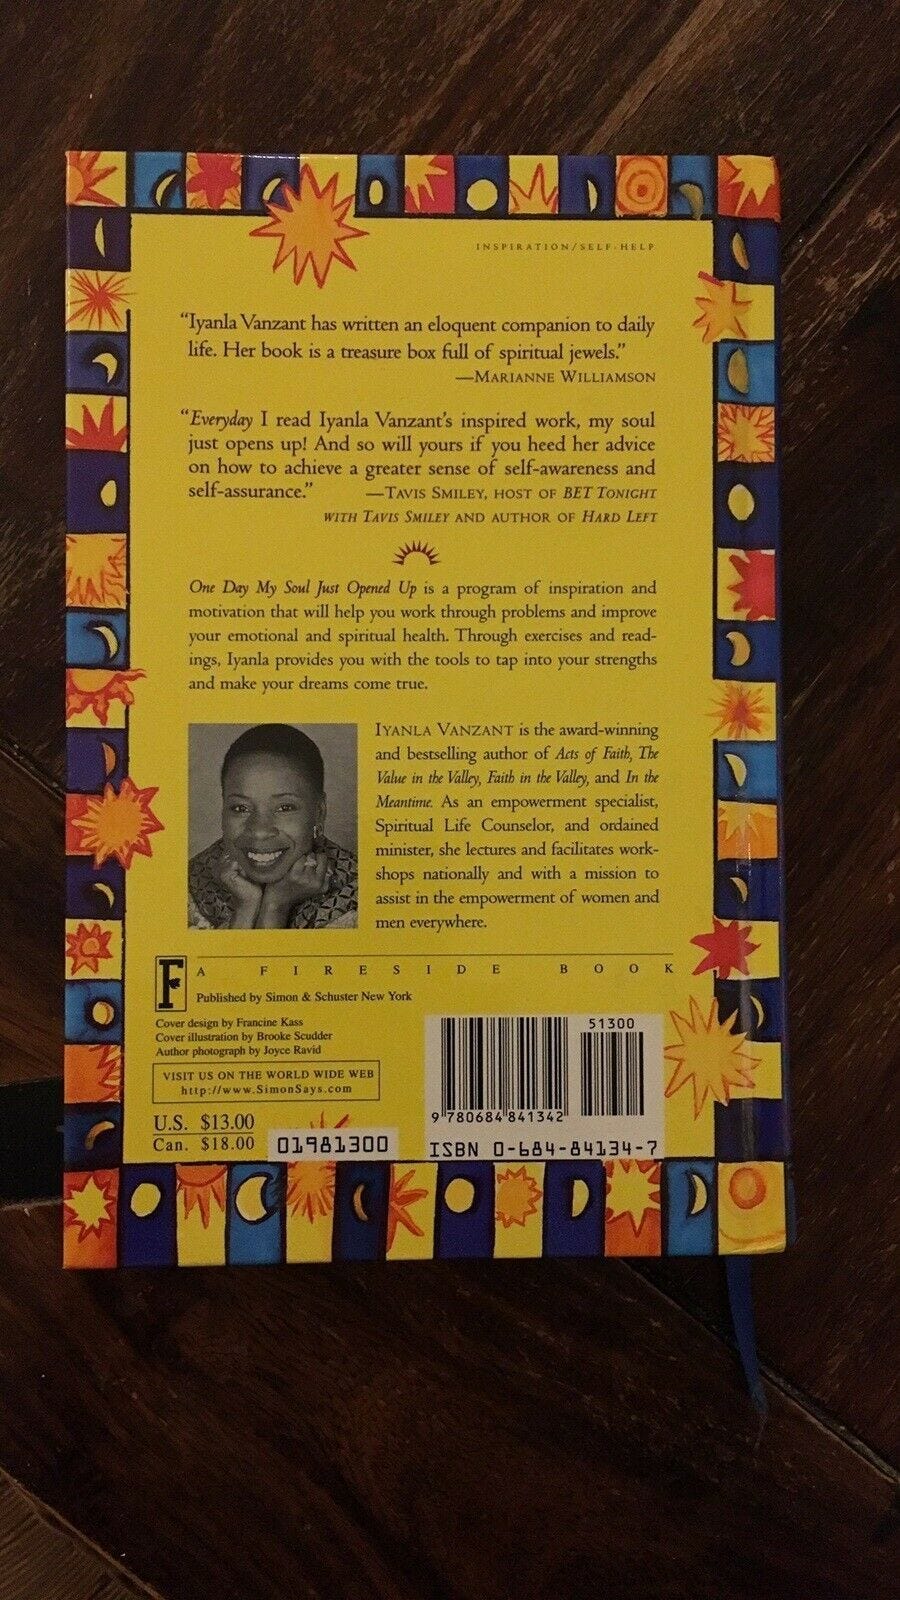 INSPIRATION/SELF-HELP
“Iyanla Vanzant has written an eloquent companion to daily
life. Her book is a treasure box full of spiritual jewels.”
—MARIANNE WILLIAMSON
“Everyday I read Iyanla Vanzant's inspired work, my soul
just opens up! And so will yours if you heed her advice
on how to achieve a greater sense of self-awareness and
self-assurance.” —TAVIS SMILEY, HOST OF BET TONIGHT
WITH TAVIS SMILEY AND AUTHOR OF HARD LEFT
One Day My Soul Just Opened Up is a program of inspiration and
motivation that will help you work through problems and improve
your emotional and spiritual health. Through exercises and read-
ings, Iyanla provides you with the tools to tap into your strengths
and make your dreams come true.
IYANLA VANZANT is the award-winning
and bestselling author of Acts of Faith, The
Value in the Valley, Faith in the Valley, and In the
Meantime. As an empowerment specialist,
Spiritual Life Counselor, and ordained
minister, she lectures and facilitates work-
shops nationally and with a mission to
assist in the empowerment of women and
men everywhere.
F
A FIRESIDE BOOK
Published by Simon & Schuster New York
Cover design by Francine Kass
Cover illustration by Brooke Scudder
Author photograph by Joyce Ravid
VISIT US ON THE WORLD WIDE WEB
http://www.SimonSays.com
U.S. $13.00
Can. $18.00
01981300
51300
9 780684 841342
ISBN 0-684-84134-7